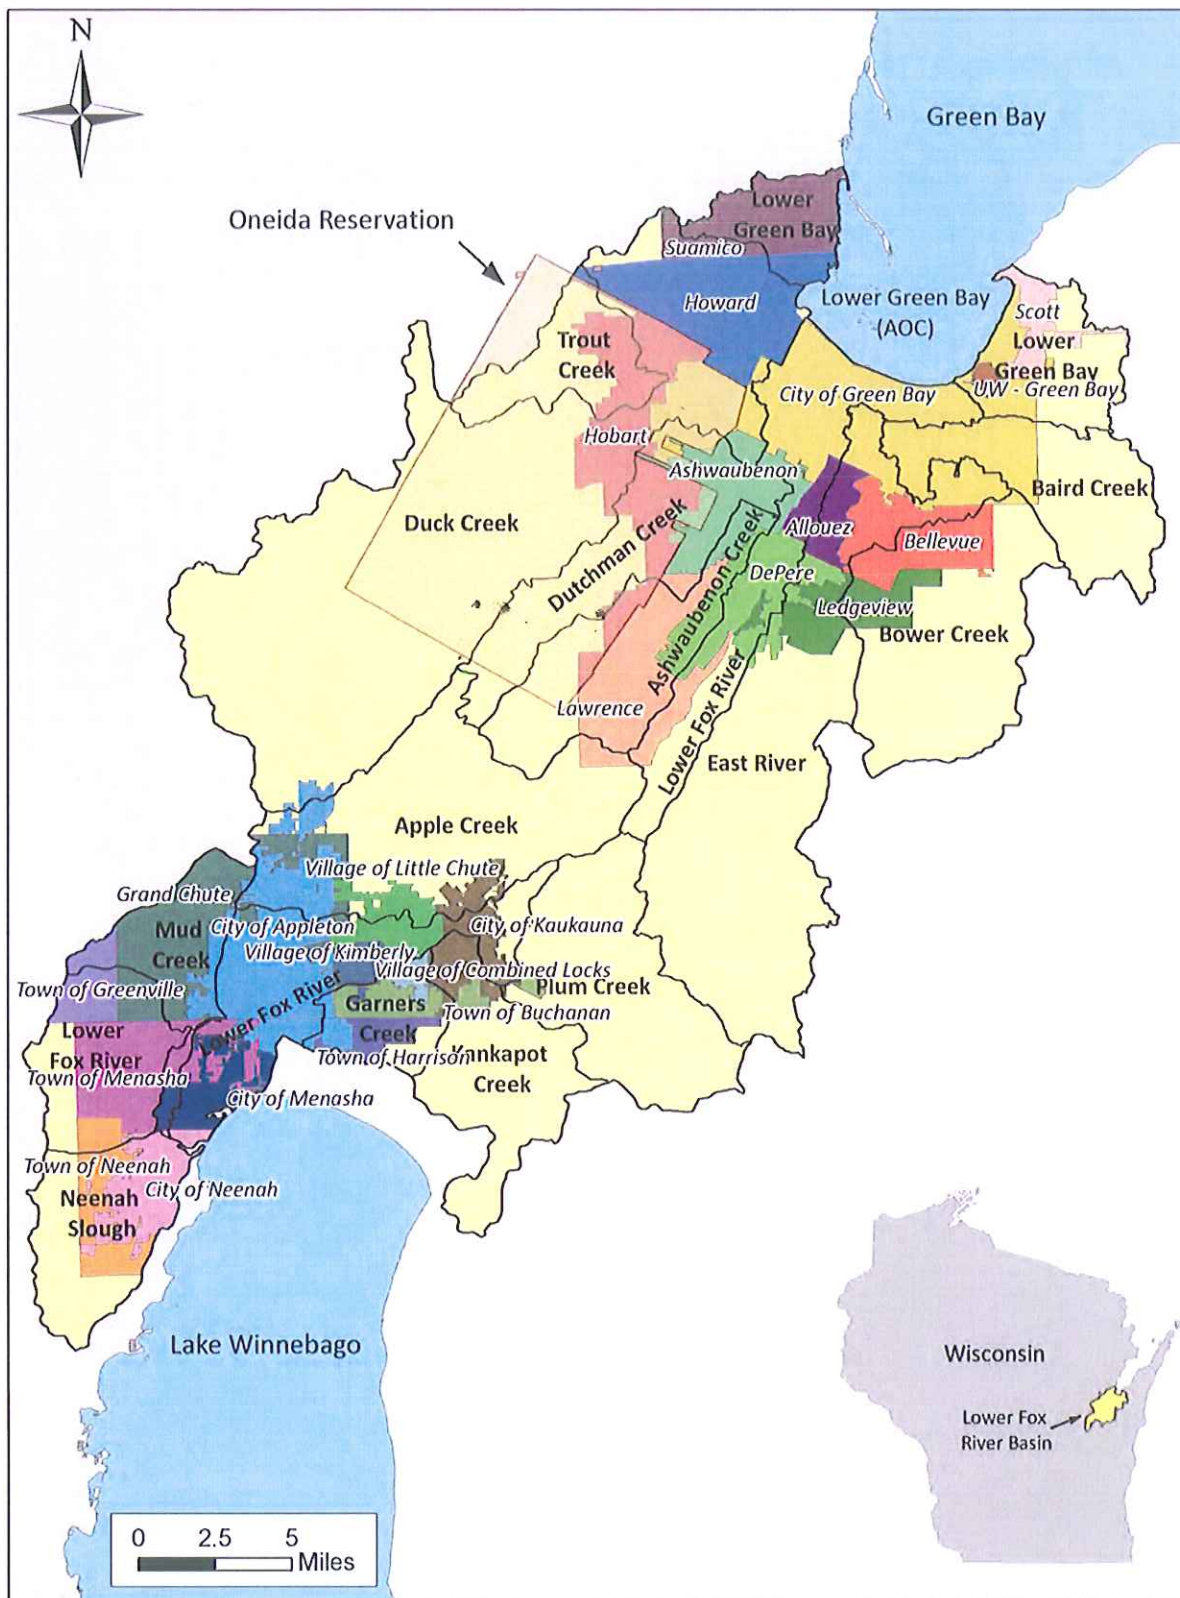 N
Green Bay
Oneida Reservation
Lower
Green Bay
Suamico
Howard
Lower Green Bay
(AOC)
Scott
Lower
Green Bay
UW - Green Bay
Trout
Creek
City of Green Bay
Hobart
Ashwaubenon
Baird Creek
Duck Creek
Dutchman Creek
Allouez
Bellevue
Ashwaubenon Creek
DePere
Ledgeview
Bower Creek
Lawrence
Lower Fox River
East River
Apple Creek
Village of Little Chute
Grand Chute
Mud
Creek
City of Appleton
City of Kaukauna
Village of Kimberly
Village of Combined Locks
Town of Greenville
Lower Fox River
Garners
Creek
Plum Creek
Town of Buchanan
Lower
Fox River
Town of Harrison
Kankapot
Creek
Town of Menasha
City of Menasha
Town of Neenah
City of Neenah
Neenah
Slough
Lake Winnebago
Wisconsin
Lower Fox
River Basin
0 2.5 5
Miles